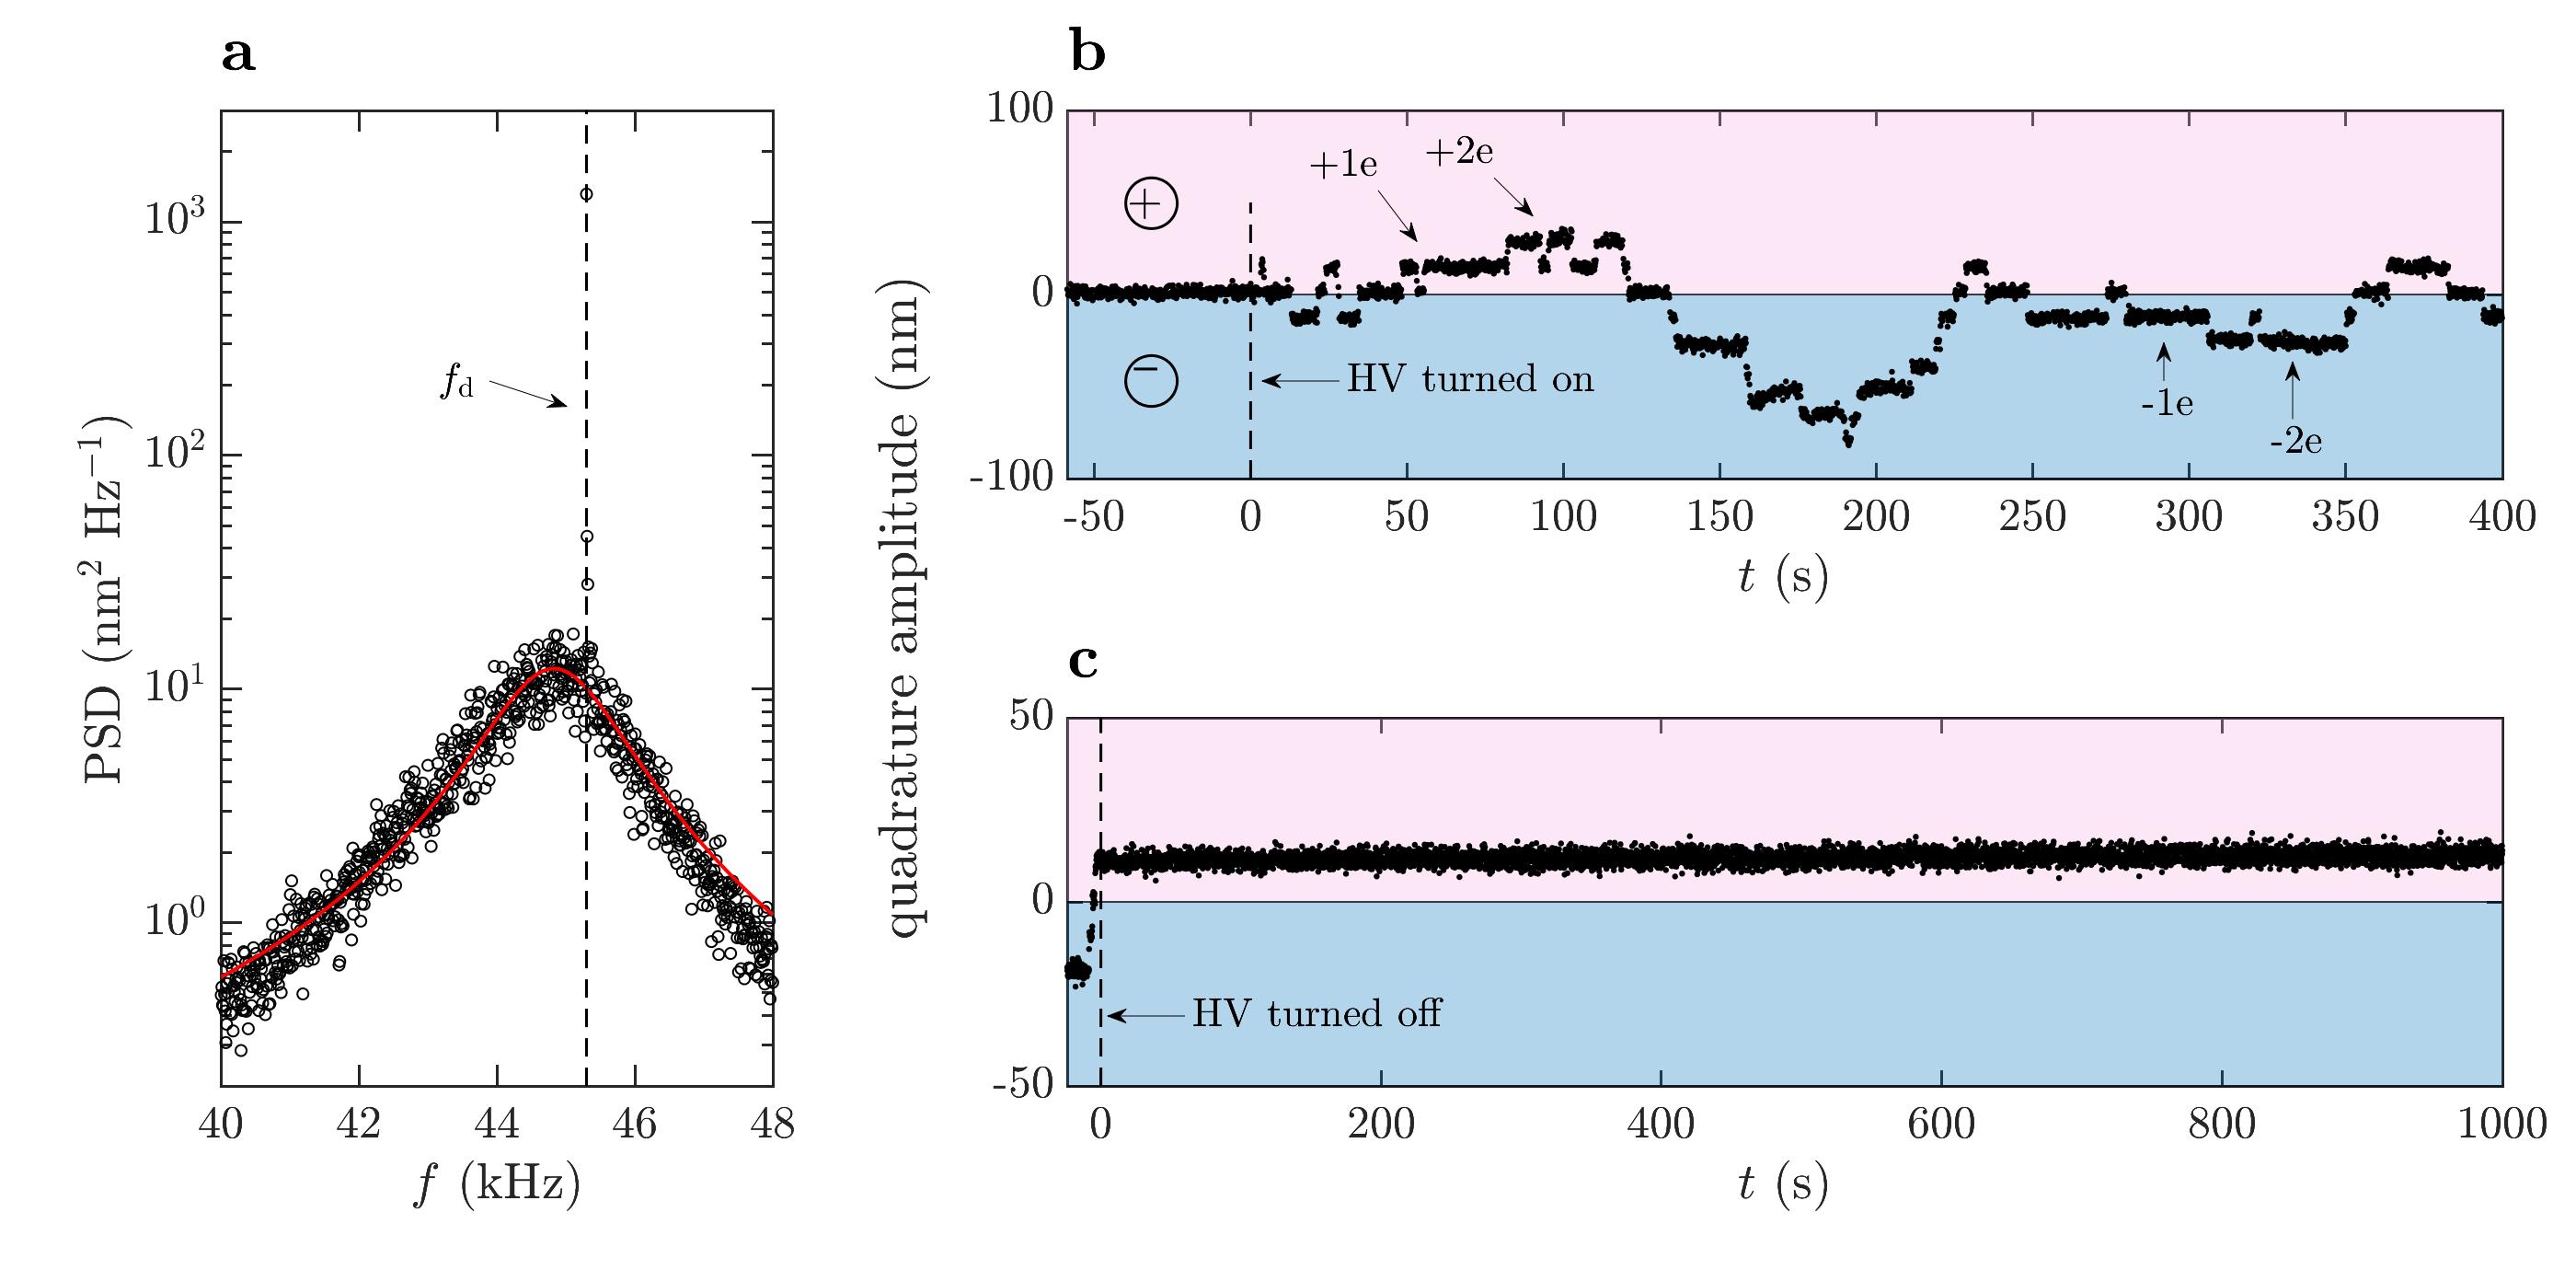 a
PSD (nm² Hz⁻¹)
10³
10²
10¹
10⁰
f_d
40 42 44 46 48
f (kHz)
quadrature amplitude (nm)
b
100
0
-100
+
−
+1e
+2e
HV turned on
-1e
-2e
-50 0 50 100 150 200 250 300 350 400
t (s)
c
50
0
-50
HV turned off
0 200 400 600 800 1000
t (s)